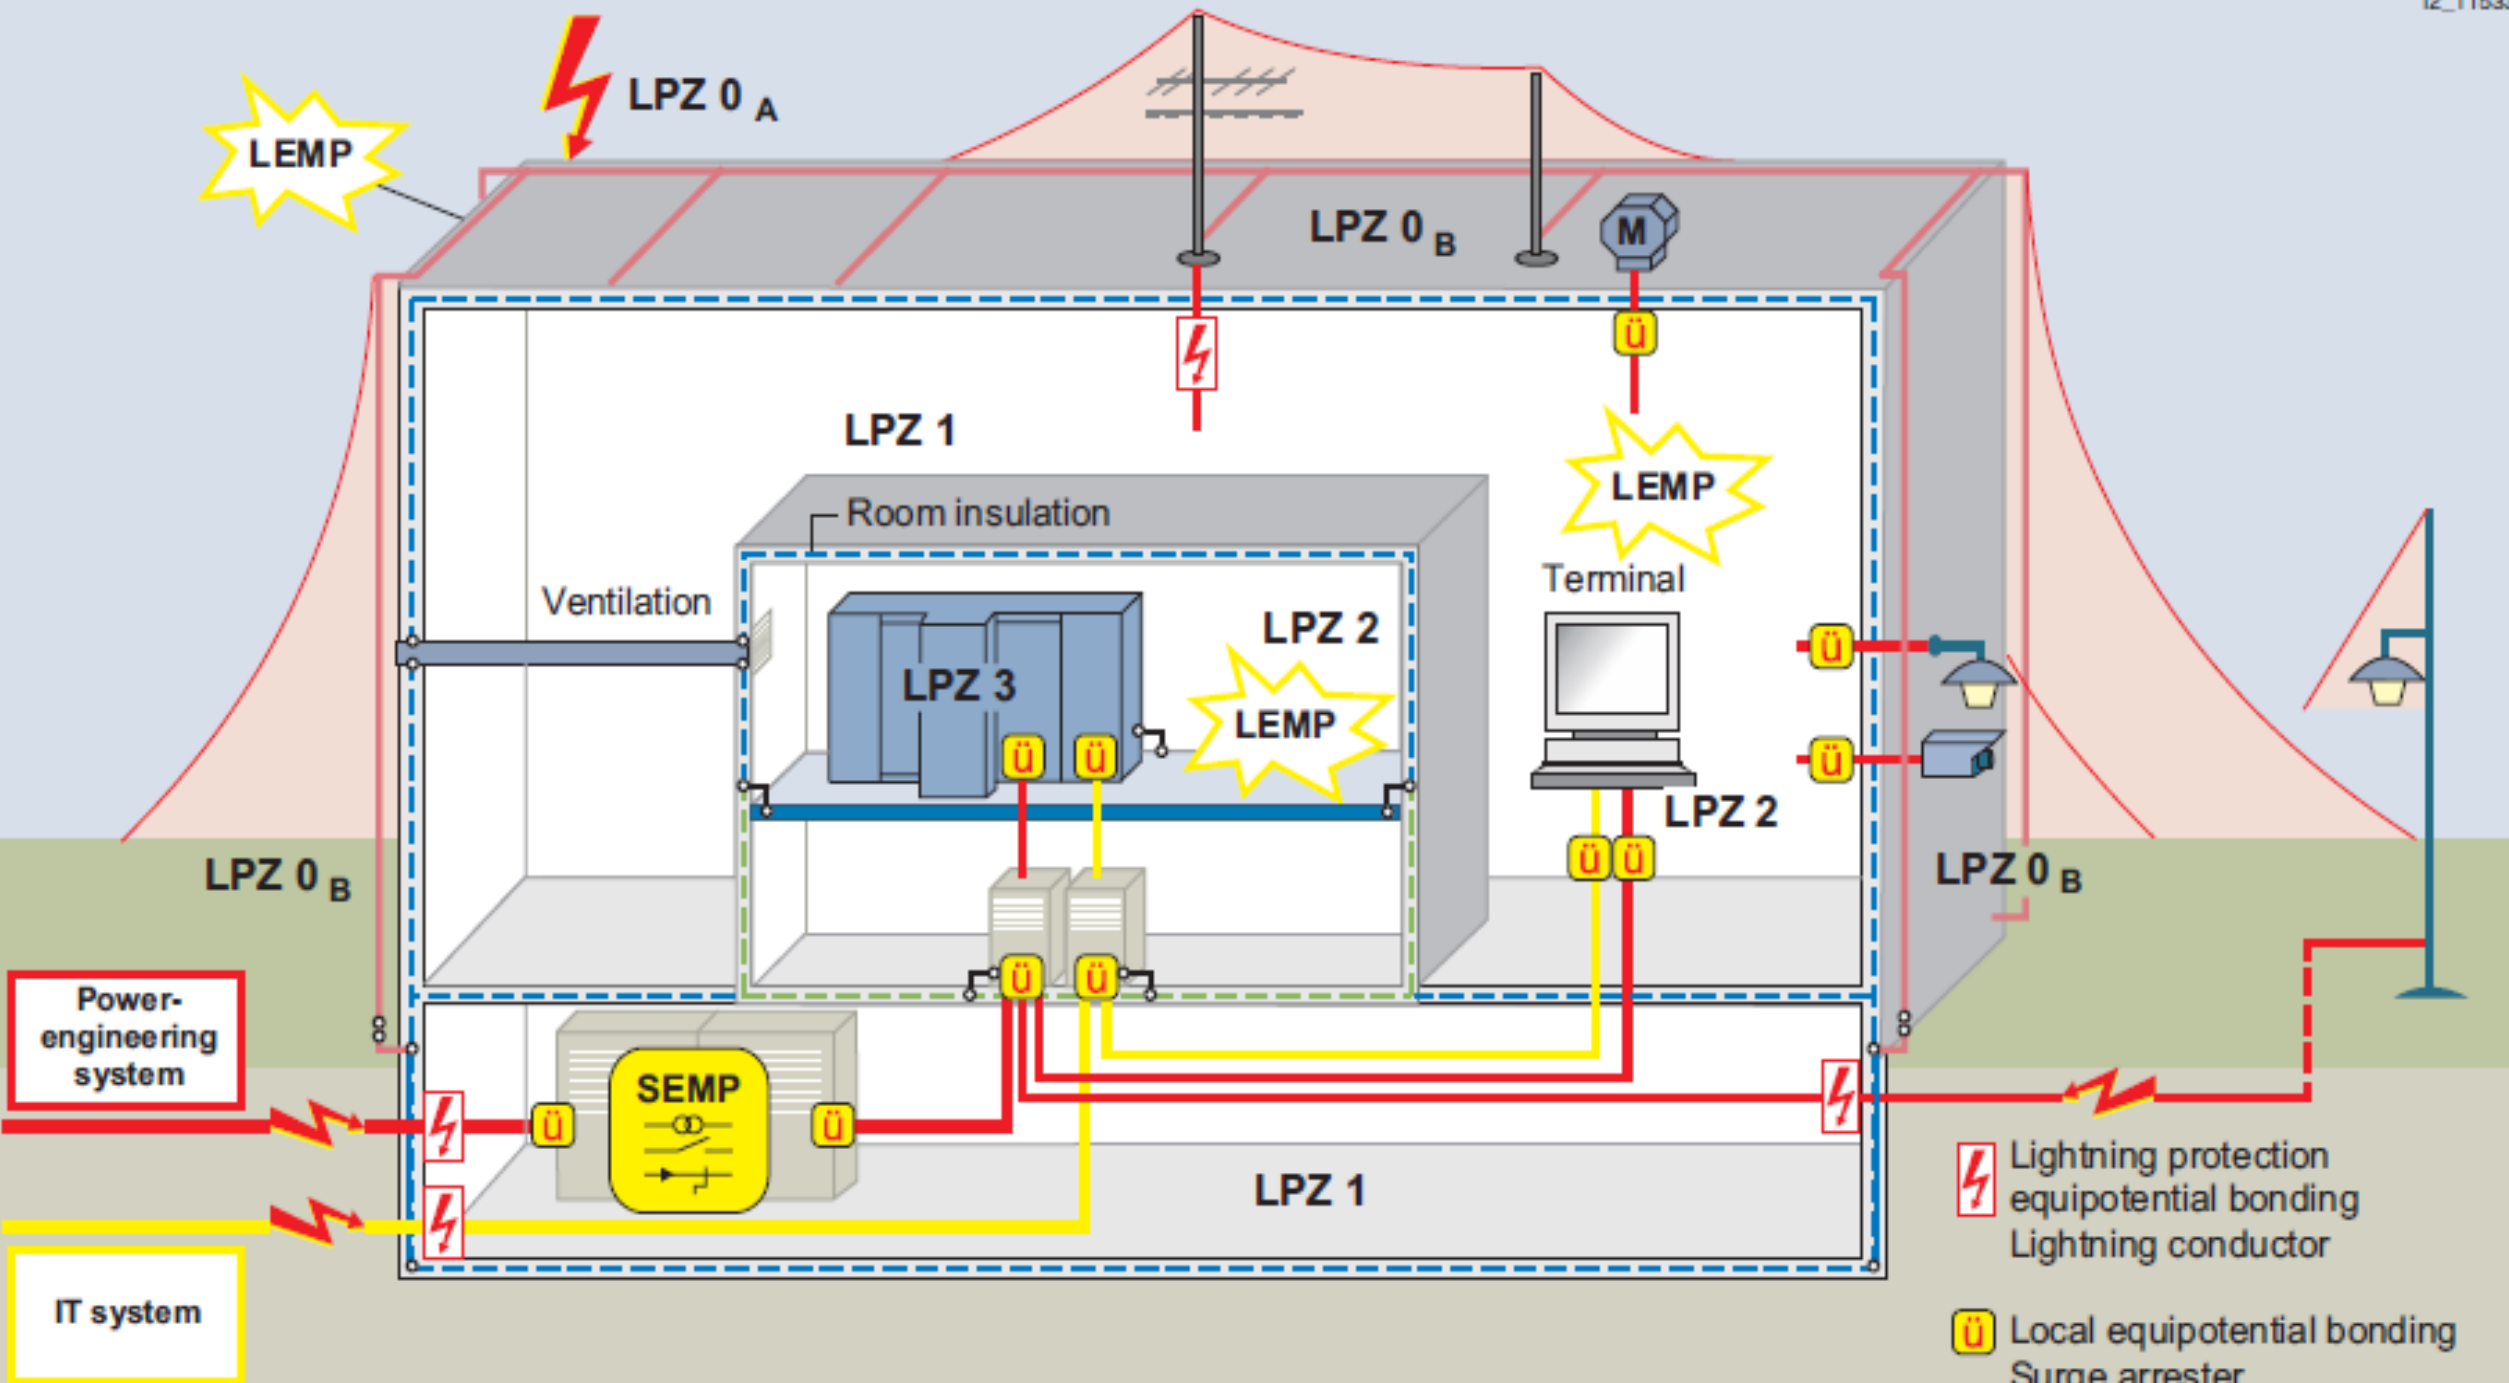 LPZ 0 A
LEMP
M
LPZ 0 B
ü
LPZ 1
LEMP
Room insulation
Terminal
Ventilation
LPZ 2
LPZ 3
LEMP
ü
ü
ü
ü
LPZ 2
ü ü
LPZ 0 B
LPZ 0 B
ü
ü
Power-
engineering
system
SEMP
ü
ü
LPZ 1
IT system
Lightning protection
equipotential bonding
Lightning conductor
ü Local equipotential bonding
Surge arrester